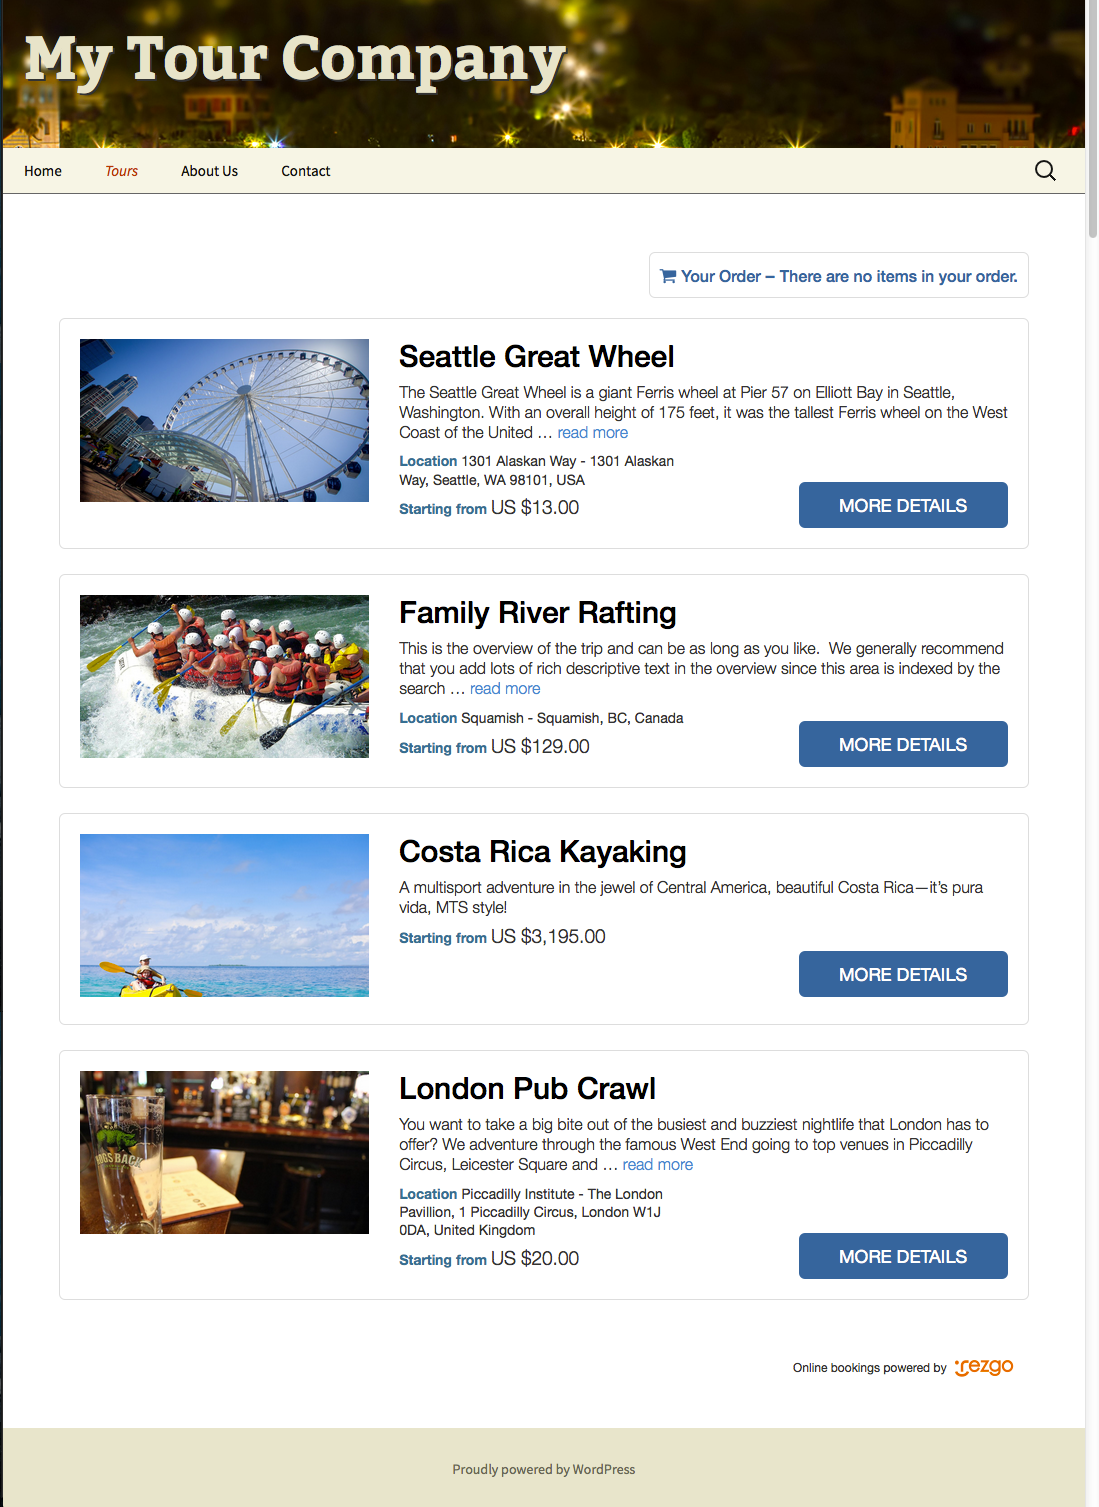 My Tour Company
Home Tours About Us Contact
Your Order – There are no items in your order.
Seattle Great Wheel
The Seattle Great Wheel is a giant Ferris wheel at Pier 57 on Elliott Bay in Seattle,
Washington. With an overall height of 175 feet, it was the tallest Ferris wheel on the West
Coast of the United … read more
Location 1301 Alaskan Way - 1301 Alaskan
Way, Seattle, WA 98101, USA
Starting from US $13.00
MORE DETAILS
Family River Rafting
This is the overview of the trip and can be as long as you like.  We generally recommend
that you add lots of rich descriptive text in the overview since this area is indexed by the
search … read more
Location Squamish - Squamish, BC, Canada
Starting from US $129.00
MORE DETAILS
Costa Rica Kayaking
A multisport adventure in the jewel of Central America, beautiful Costa Rica—it's pura
vida, MTS style!
Starting from US $3,195.00
MORE DETAILS
London Pub Crawl
You want to take a big bite out of the busiest and buzziest nightlife that London has to
offer? We adventure through the famous West End going to top venues in Piccadilly
Circus, Leicester Square and … read more
Location Piccadilly Institute - The London
Pavillion, 1 Piccadilly Circus, London W1J
0DA, United Kingdom
Starting from US $20.00
MORE DETAILS
Online bookings powered by rezgo
Proudly powered by WordPress